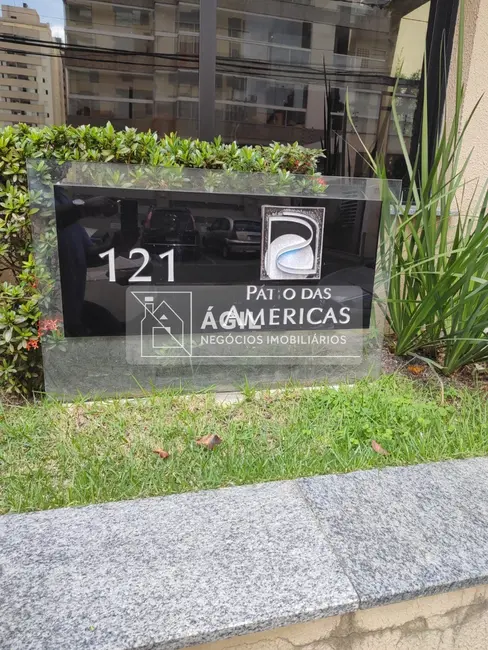 121
PÁTIO DAS
AMERICAS
ÁGIL
NEGÓCIOS IMOBILIÁRIOS